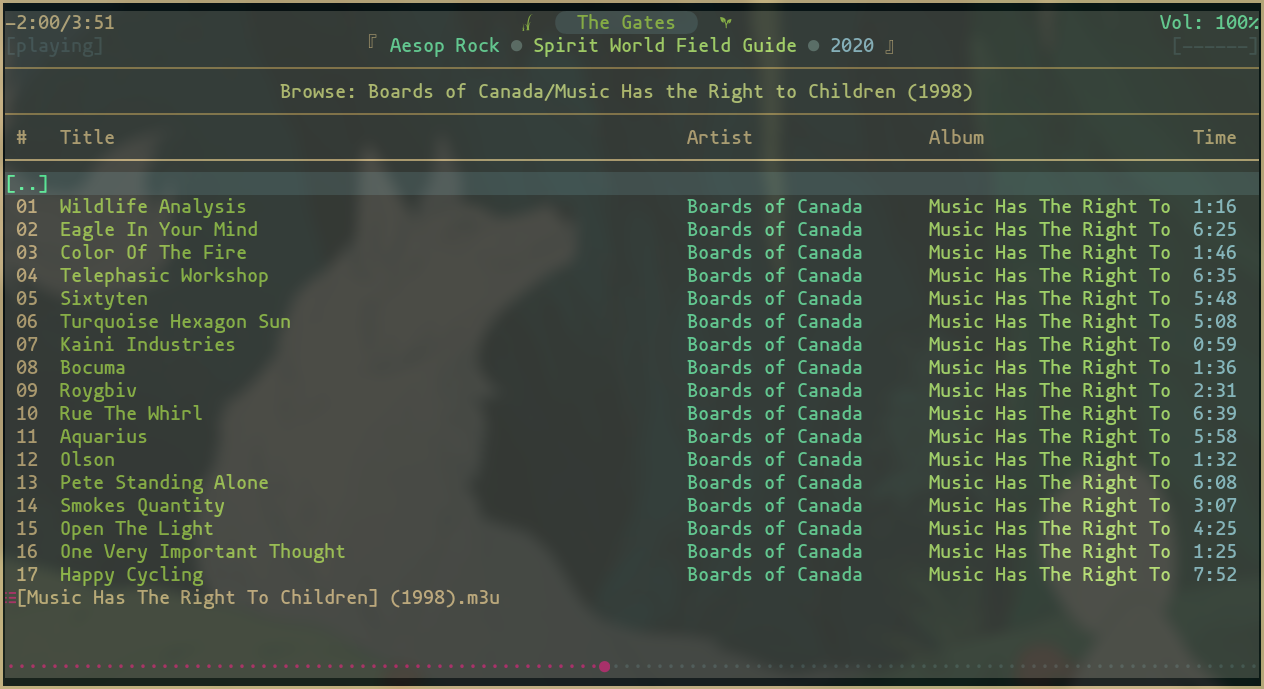 −2:00/3:51 The Gates Vol: 100%
[playing] 『 Aesop Rock ● Spirit World Field Guide ● 2020 』 [------]
Browse: Boards of Canada/Music Has the Right to Children (1998)
# Title Artist Album Time
[..]
01 Wildlife Analysis Boards of Canada Music Has The Right To 1:16
02 Eagle In Your Mind Boards of Canada Music Has The Right To 6:25
03 Color Of The Fire Boards of Canada Music Has The Right To 1:46
04 Telephasic Workshop Boards of Canada Music Has The Right To 6:35
05 Sixtyten Boards of Canada Music Has The Right To 5:48
06 Turquoise Hexagon Sun Boards of Canada Music Has The Right To 5:08
07 Kaini Industries Boards of Canada Music Has The Right To 0:59
08 Bocuma Boards of Canada Music Has The Right To 1:36
09 Roygbiv Boards of Canada Music Has The Right To 2:31
10 Rue The Whirl Boards of Canada Music Has The Right To 6:39
11 Aquarius Boards of Canada Music Has The Right To 5:58
12 Olson Boards of Canada Music Has The Right To 1:32
13 Pete Standing Alone Boards of Canada Music Has The Right To 6:08
14 Smokes Quantity Boards of Canada Music Has The Right To 3:07
15 Open The Light Boards of Canada Music Has The Right To 4:25
16 One Very Important Thought Boards of Canada Music Has The Right To 1:25
17 Happy Cycling Boards of Canada Music Has The Right To 7:52
[Music Has The Right To Children] (1998).m3u